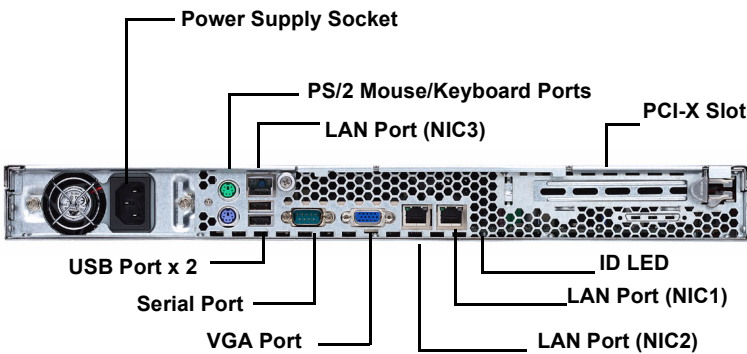 Power Supply Socket
PS/2 Mouse/Keyboard Ports
PCI-X Slot
LAN Port (NIC3)
USB Port x 2
ID LED
Serial Port
LAN Port (NIC1)
VGA Port
LAN Port (NIC2)